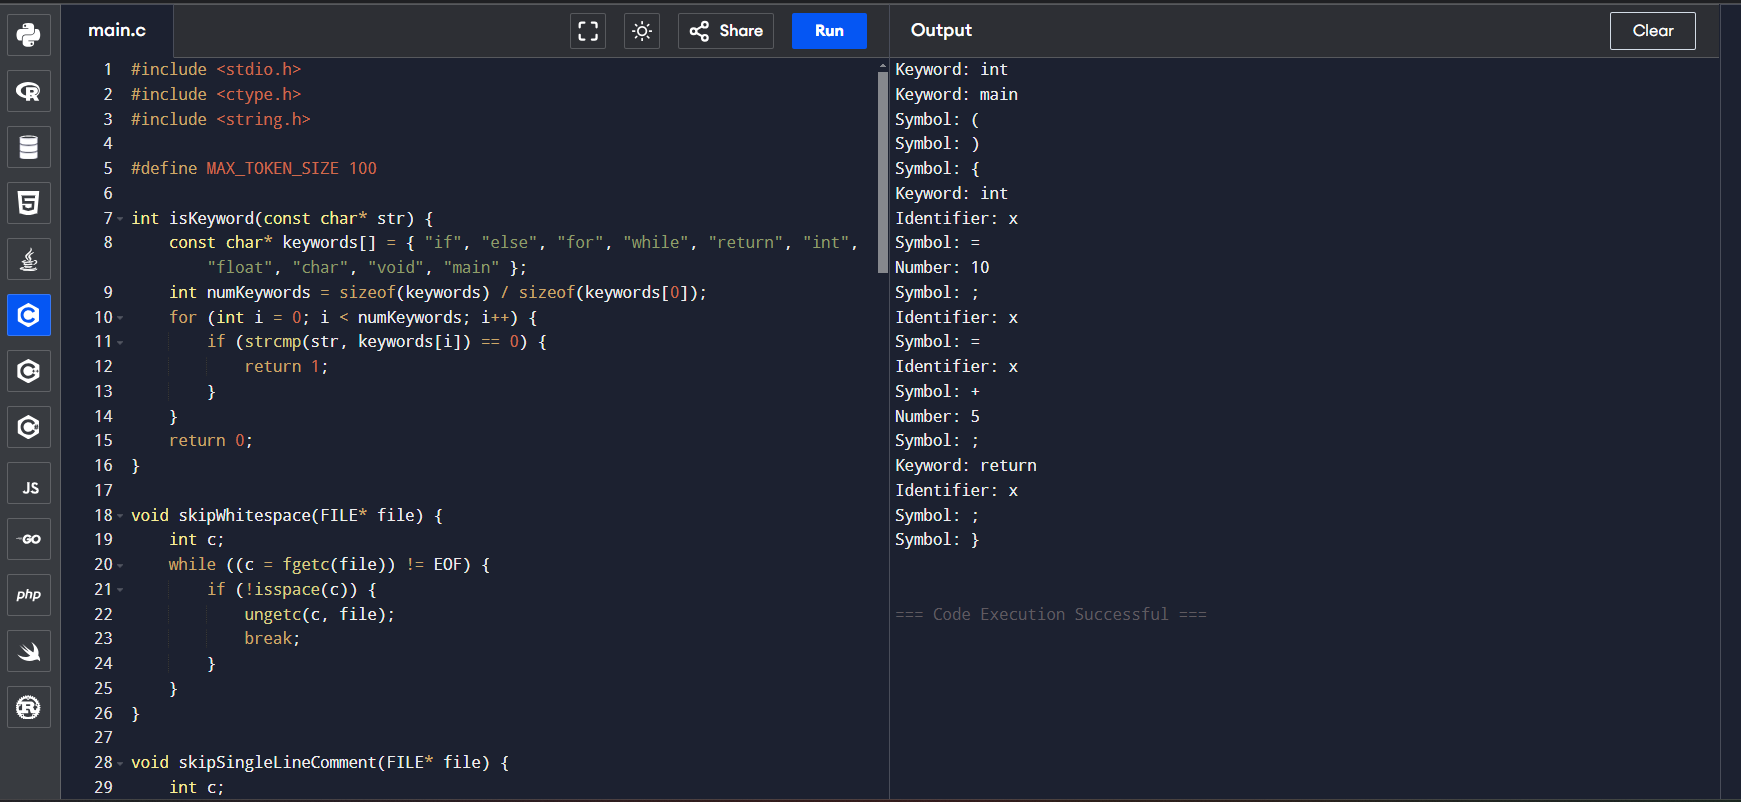 main.c
Share
Run
Output
Clear
JS
GO
php
1 #include <stdio.h>
2 #include <ctype.h>
3 #include <string.h>
4
5 #define MAX_TOKEN_SIZE 100
6
7 int isKeyword(const char* str) {
8     const char* keywords[] = { "if", "else", "for", "while", "return", "int",
        "float", "char", "void", "main" };
9     int numKeywords = sizeof(keywords) / sizeof(keywords[0]);
10     for (int i = 0; i < numKeywords; i++) {
11         if (strcmp(str, keywords[i]) == 0) {
12             return 1;
13         }
14     }
15     return 0;
16 }
17
18 void skipWhitespace(FILE* file) {
19     int c;
20     while ((c = fgetc(file)) != EOF) {
21         if (!isspace(c)) {
22             ungetc(c, file);
23             break;
24         }
25     }
26 }
27
28 void skipSingleLineComment(FILE* file) {
29     int c;
Keyword: int
Keyword: main
Symbol: (
Symbol: )
Symbol: {
Keyword: int
Identifier: x
Symbol: =
Number: 10
Symbol: ;
Identifier: x
Symbol: =
Identifier: x
Symbol: +
Number: 5
Symbol: ;
Keyword: return
Identifier: x
Symbol: ;
Symbol: }
=== Code Execution Successful ===